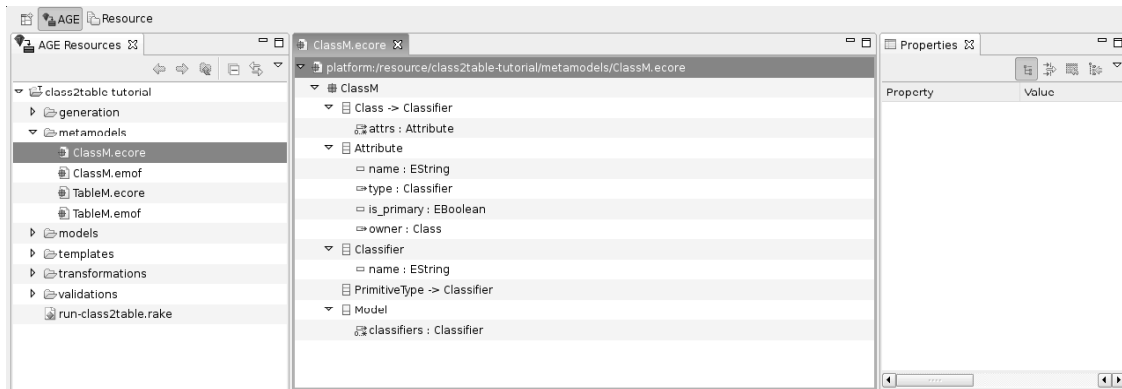 AGE Resource
AGE Resources
class2table tutorial
generation
metamodels
ClassM.ecore
ClassM.emof
TableM.ecore
TableM.emof
models
templates
transformations
validations
run-class2table.rake
ClassM.ecore
platform:/resource/class2table-tutorial/metamodels/ClassM.ecore
ClassM
Class -> Classifier
attrs : Attribute
Attribute
name : EString
type : Classifier
is_primary : EBoolean
owner : Class
Classifier
name : EString
PrimitiveType -> Classifier
Model
classifiers : Classifier
Properties
Property Value